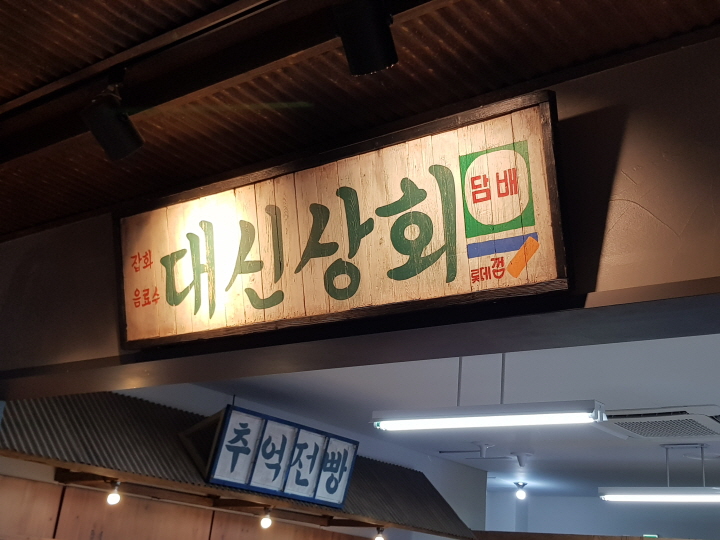 잡화
음료수
대신상회
담배
롯데껌
추억전빵